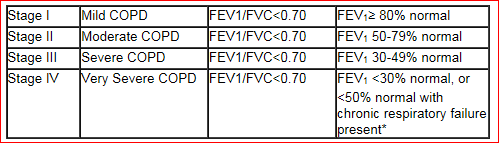 Stage I Mild COPD FEV1/FVC<0.70 FEV₁≥ 80% normal
Stage II Moderate COPD FEV1/FVC<0.70 FEV₁ 50-79% normal
Stage III Severe COPD FEV1/FVC<0.70 FEV₁ 30-49% normal
Stage IV Very Severe COPD FEV1/FVC<0.70 FEV₁ <30% normal, or
<50% normal with
chronic respiratory failure
present*